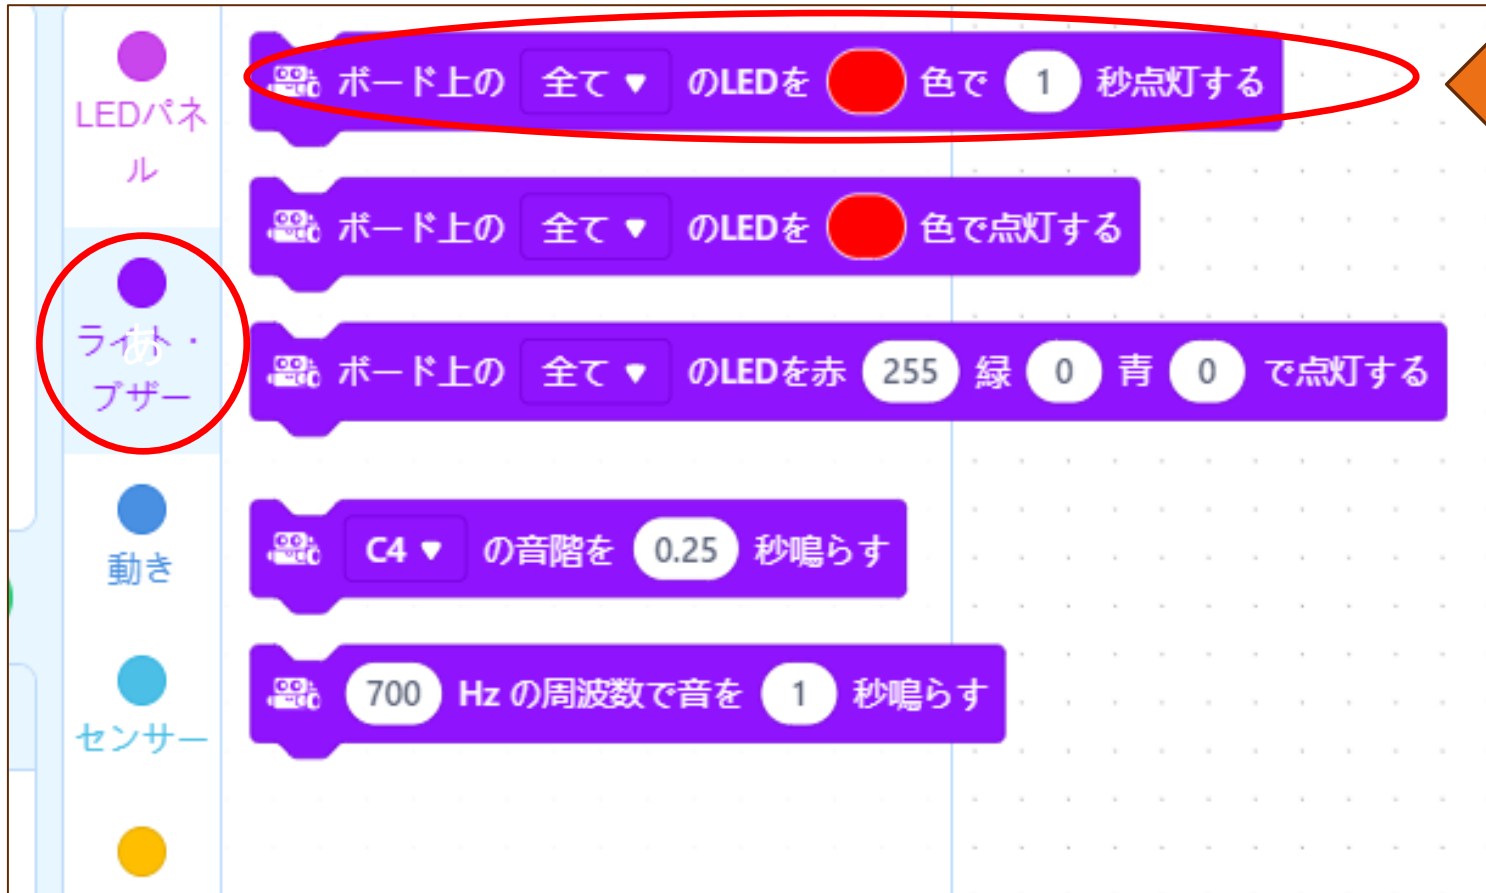 LEDパネ
ル
ライト・
あ
ブザー
動き
センサー
ボード上の 全て ▼ のLEDを 色で 1 秒点灯する
ボード上の 全て ▼ のLEDを 色で点灯する
ボード上の 全て ▼ のLEDを赤 255 緑 0 青 0 で点灯する
C4 ▼ の音階を 0.25 秒鳴らす
700 Hz の周波数で音を 1 秒鳴らす